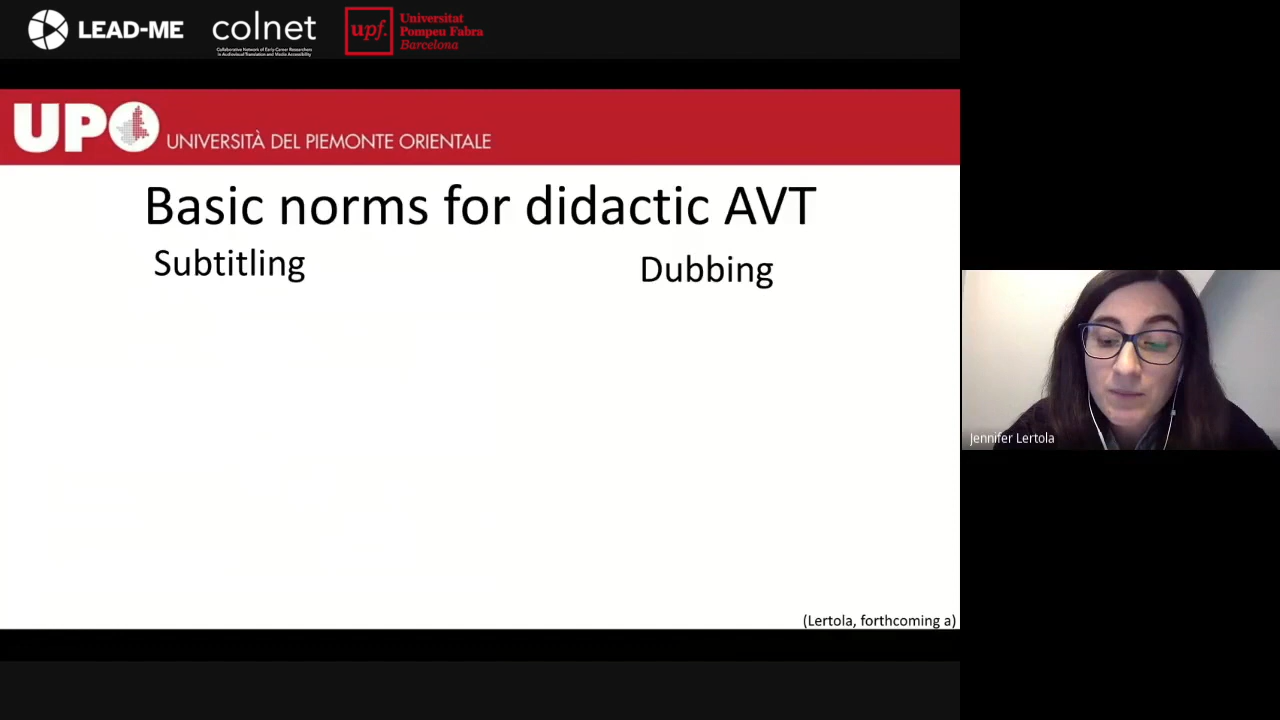 LEAD-ME
colnet
Collaborative Network of Early-Career Researchers
in Audiovisual Translation and Media Accessibility
upf.
Universitat
Pompeu Fabra
Barcelona
UPO UNIVERSITÀ DEL PIEMONTE ORIENTALE
Basic norms for didactic AVT
Subtitling
Dubbing
Jennifer Lertola
(Lertola, forthcoming a)